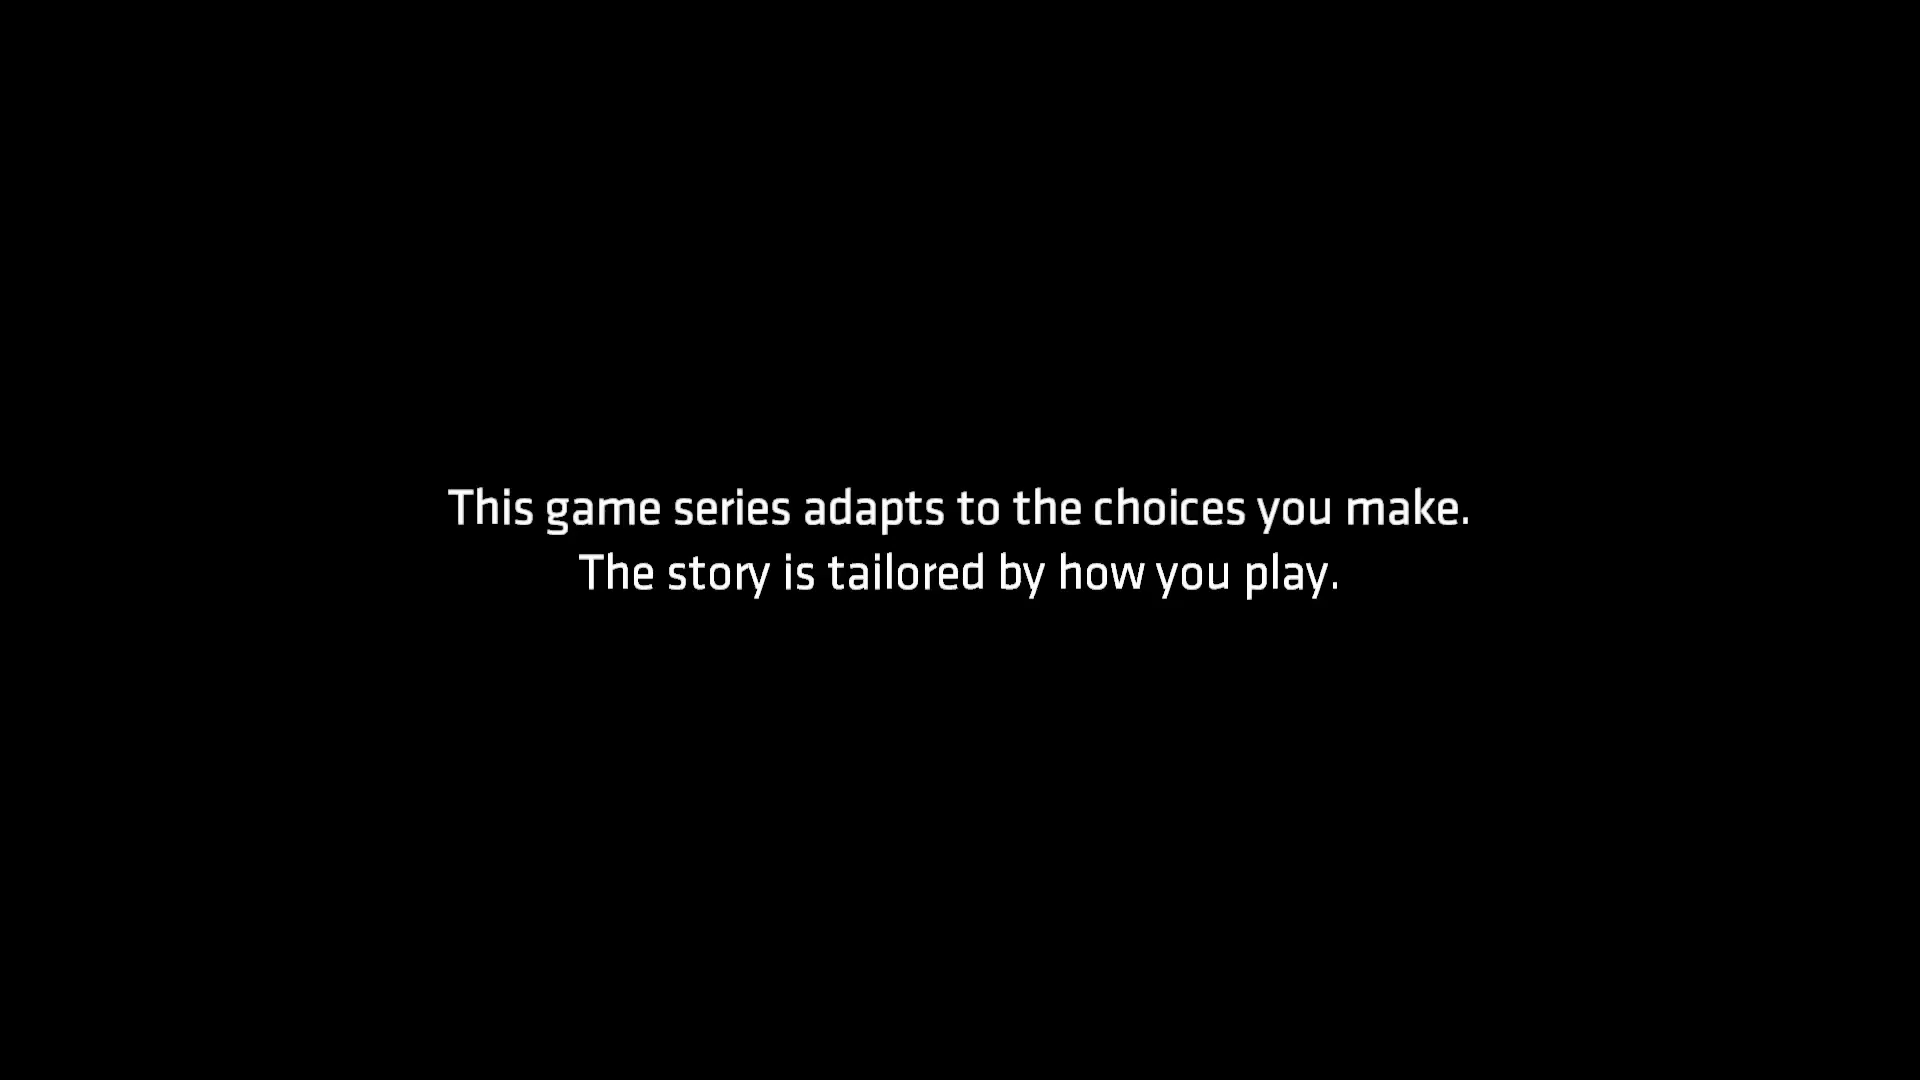 This game series adapts to the choices you make.
The story is tailored by how you play.